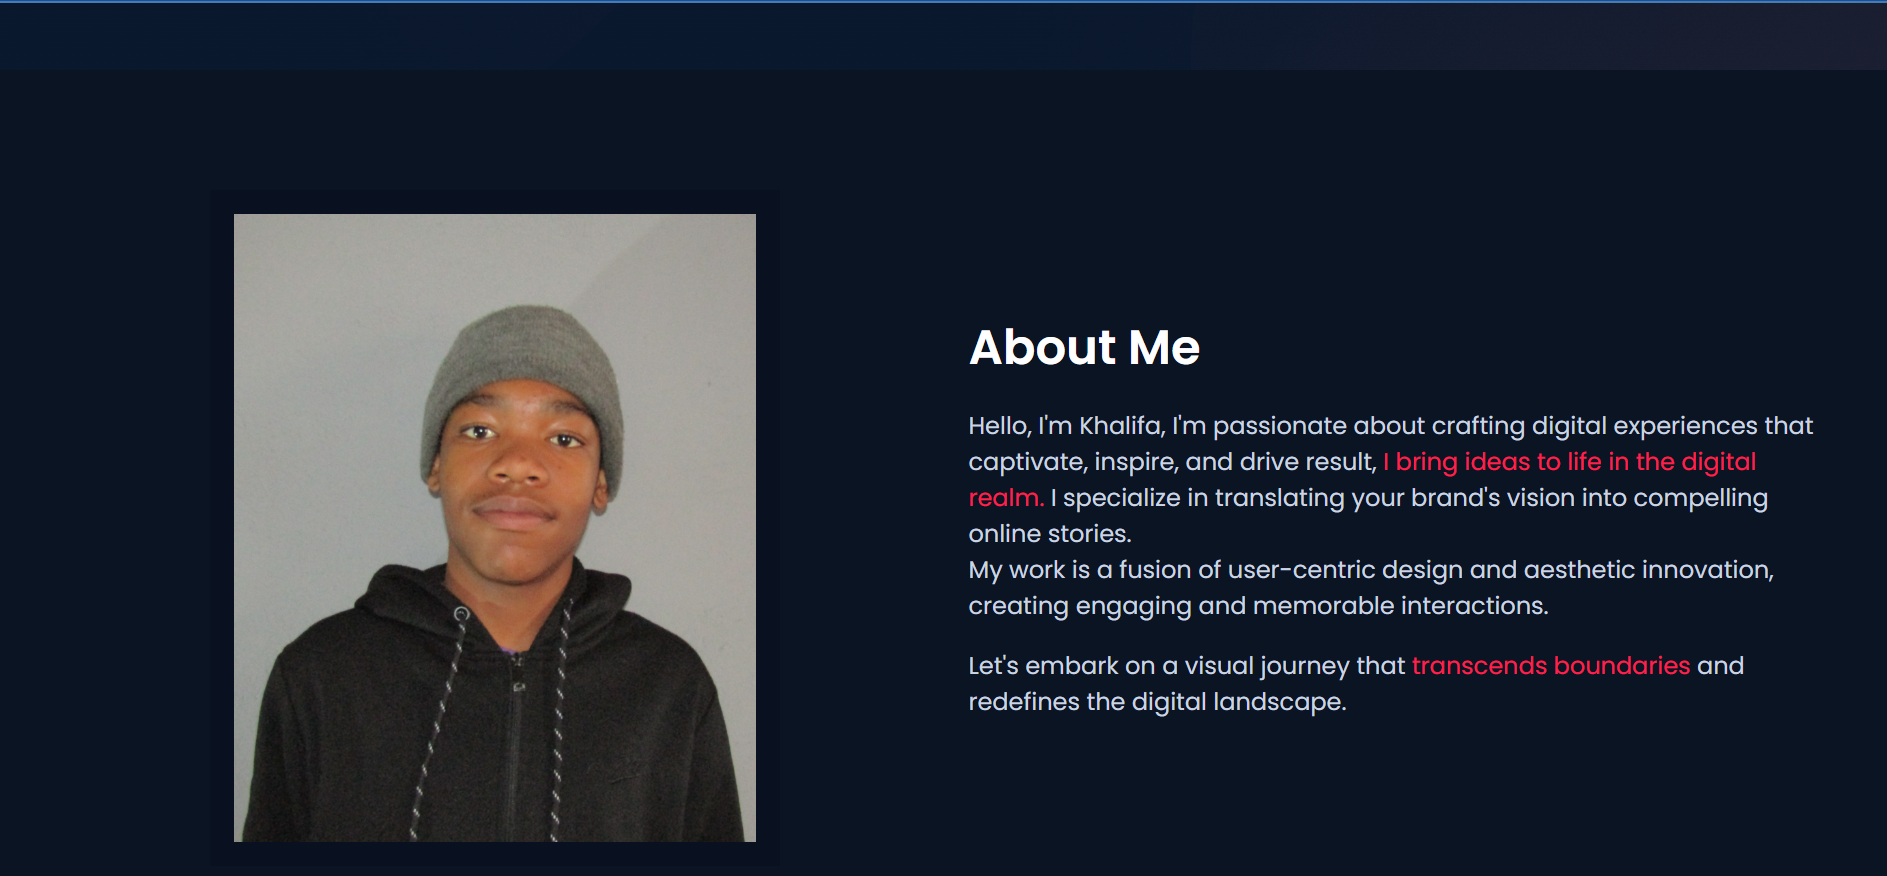 About Me
Hello, I'm Khalifa, I'm passionate about crafting digital experiences that
captivate, inspire, and drive result, I bring ideas to life in the digital
realm. I specialize in translating your brand's vision into compelling
online stories.
My work is a fusion of user-centric design and aesthetic innovation,
creating engaging and memorable interactions.
Let's embark on a visual journey that transcends boundaries and
redefines the digital landscape.